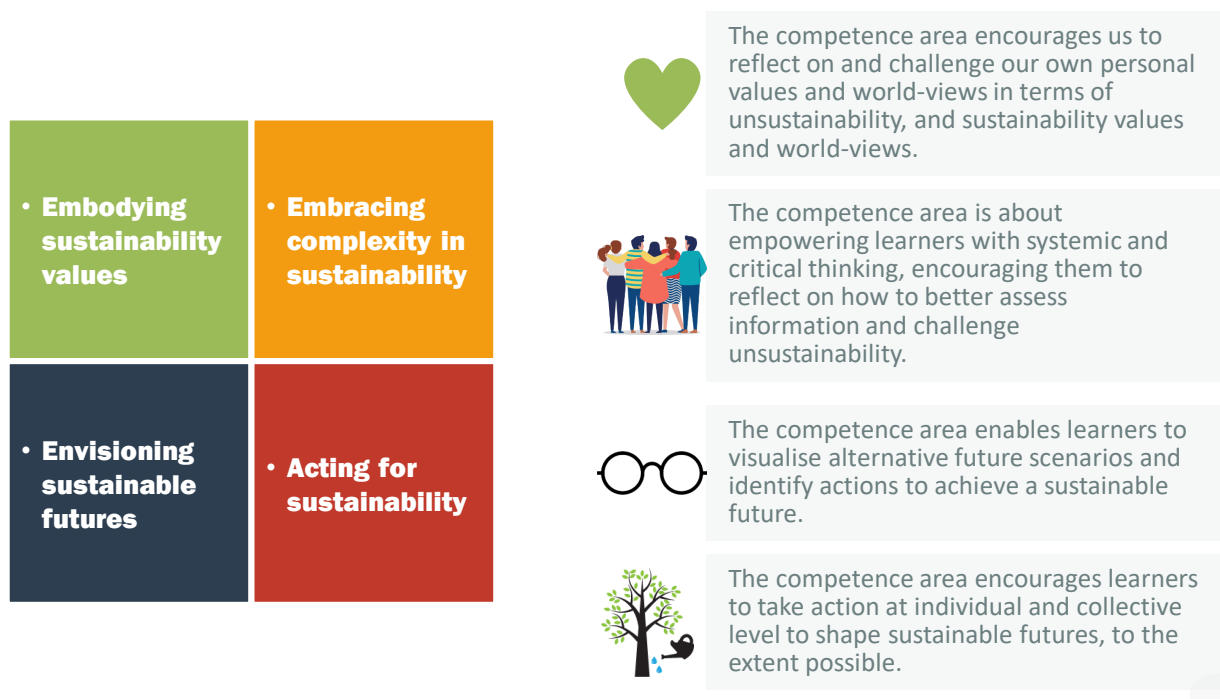 • Embodying
sustainability
values
• Embracing
complexity in
sustainability
• Envisioning
sustainable
futures
• Acting for
sustainability
The competence area encourages us to
reflect on and challenge our own personal
values and world-views in terms of
unsustainability, and sustainability values
and world-views.
The competence area is about
empowering learners with systemic and
critical thinking, encouraging them to
reflect on how to better assess
information and challenge
unsustainability.
The competence area enables learners to
visualise alternative future scenarios and
identify actions to achieve a sustainable
future.
The competence area encourages learners
to take action at individual and collective
level to shape sustainable futures, to the
extent possible.